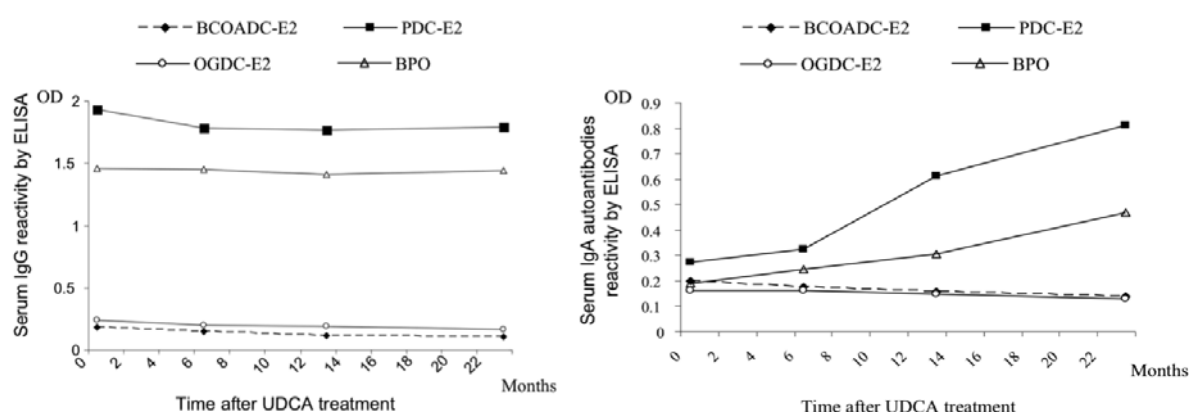 BCOADC-E2 PDC-E2
OGDC-E2 BPO
OD
2
1.5
1
0.5
0
0 2 4 6 8 10 12 14 16 18 20 22
Months
Serum IgG reactivity by ELISA
Time after UDCA treatment
BCOADC-E2 PDC-E2
OGDC-E2 BPO
OD
0.9
0.8
0.7
0.6
0.5
0.4
0.3
0.2
0.1
0
0 2 4 6 8 10 12 14 16 18 20 22
Months
Serum IgA autoantibodies
reactivity by ELISA
Time after UDCA treatment